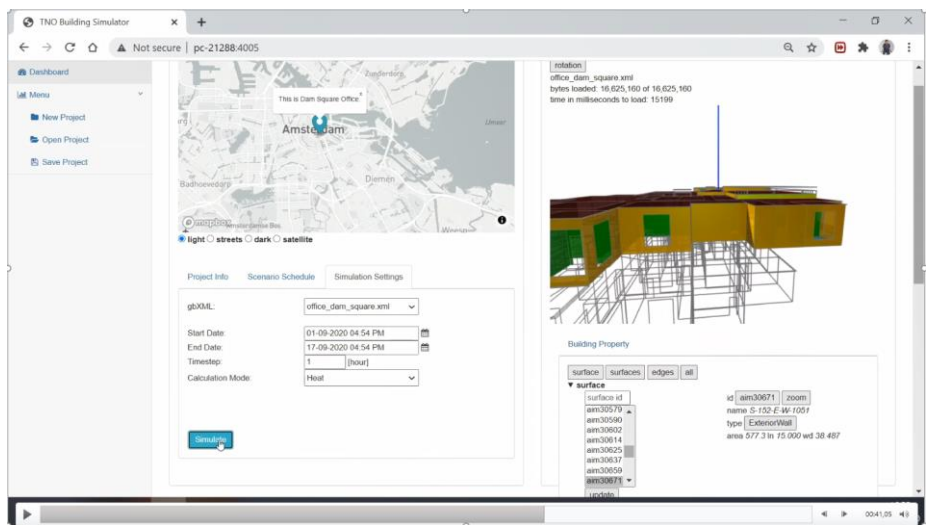 TNO Building Simulator
Not secure | pc-21288:4005
Dashboard
Menu
New Project
Open Project
Save Project
This is Dam Square Office.
Zunderdorp
Amsterdam
IJmeer
Diemen
Badhoevedorp
mapbox
Amsterdamse Bos
Weesp
light streets dark satellite
Project Info Scenario Schedule Simulation Settings
gbXML: office_dam_square.xml
Start Date: 01-09-2020 04:54 PM
End Date: 17-09-2020 04:54 PM
Timestep: 1 [hour]
Calculation Mode: Heat
Simulate
rotation
office_dam_square.xml
bytes loaded: 16,625,160 of 16,625,160
time in milliseconds to load: 15199
Building Property
surface surfaces edges all
▼ surface
surface id
aim30579
aim30590
aim30602
aim30614
aim30625
aim30637
aim30659
aim30671
update
id aim30671 zoom
name S-152-E-W-1051
type ExteriorWall
area 577.3 ln 15.000 wd 38.487
00:41,05